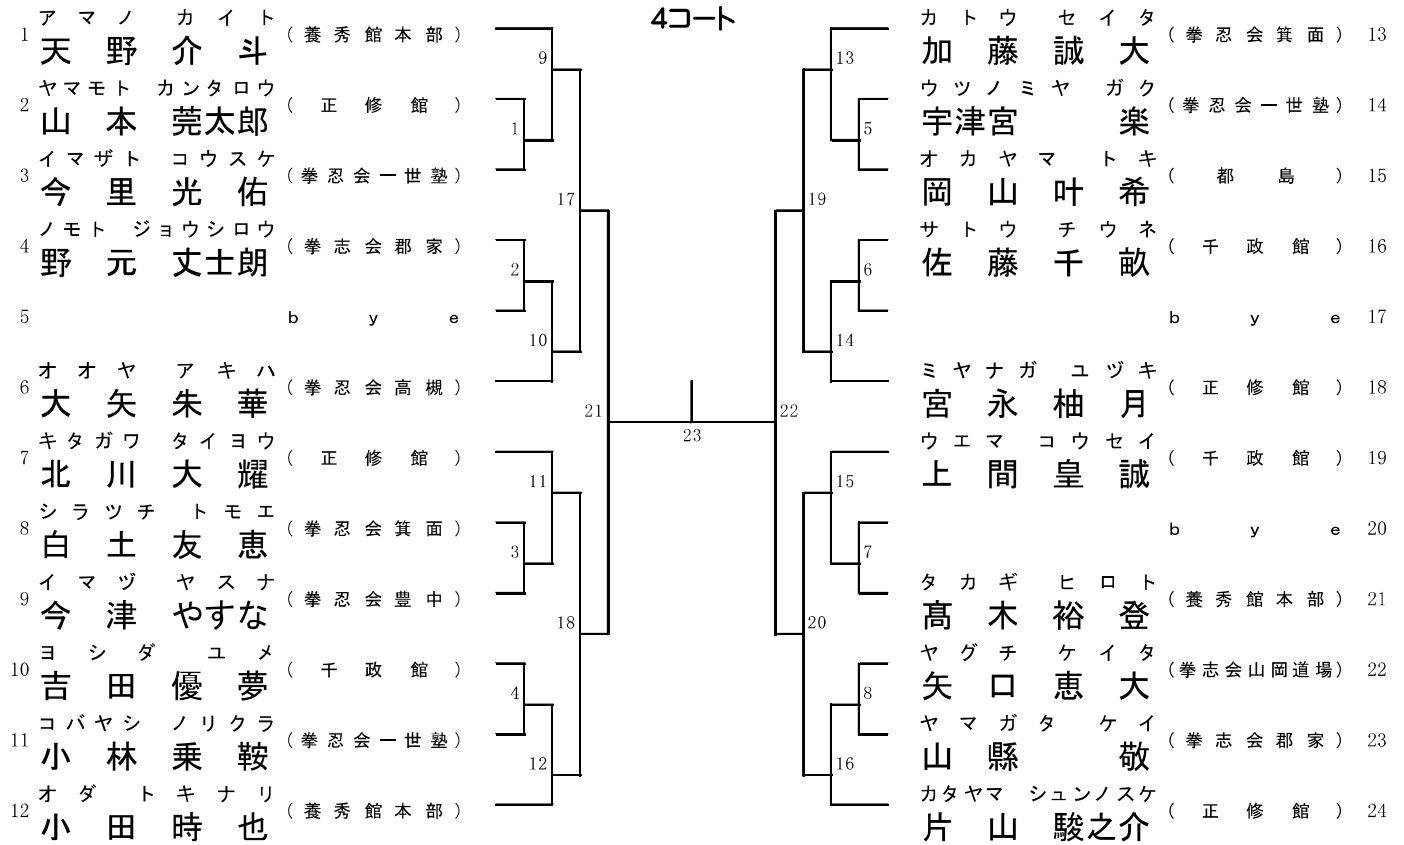 4コート
アマノ カイト
1 天野介斗 (養秀館本部)
ヤマモト カンタロウ
2 山本莞太郎 (正修館)
イマザト コウスケ
3 今里光佑 (拳忍会一世塾)
ノモト ジョウシロウ
4 野元丈士朗 (拳志会郡家)
5 bye
オオヤ アキハ
6 大矢朱華 (拳忍会高槻)
キタガワ タイヨウ
7 北川大耀 (正修館)
シラツチ トモエ
8 白土友恵 (拳忍会箕面)
イマヅ ヤスナ
9 今津やすな (拳忍会豊中)
ヨシダ ユメ
10 吉田優夢 (千政館)
コバヤシ ノリクラ
11 小林乗鞍 (拳忍会一世塾)
オダ トキナリ
12 小田時也 (養秀館本部)
9
1
17
2
10
21
11
3
18
4
12
23
13
5
19
6
14
22
15
7
20
8
16
カトウ セイタ
加藤誠大 (拳忍会箕面) 13
ウツノミヤ ガク
宇津宮楽 (拳忍会一世塾) 14
オカヤマ トキ
岡山叶希 (都島) 15
サトウ チウネ
佐藤千畝 (千政館) 16
bye 17
ミヤナガ ユヅキ
宮永柚月 (正修館) 18
ウエマ コウセイ
上間皇誠 (千政館) 19
bye 20
タカギ ヒロト
髙木裕登 (養秀館本部) 21
ヤグチ ケイタ
矢口恵大 (拳志会山岡道場) 22
ヤマガタ ケイ
山縣敬 (拳志会郡家) 23
カタヤマ シュンノスケ
片山駿之介 (正修館) 24